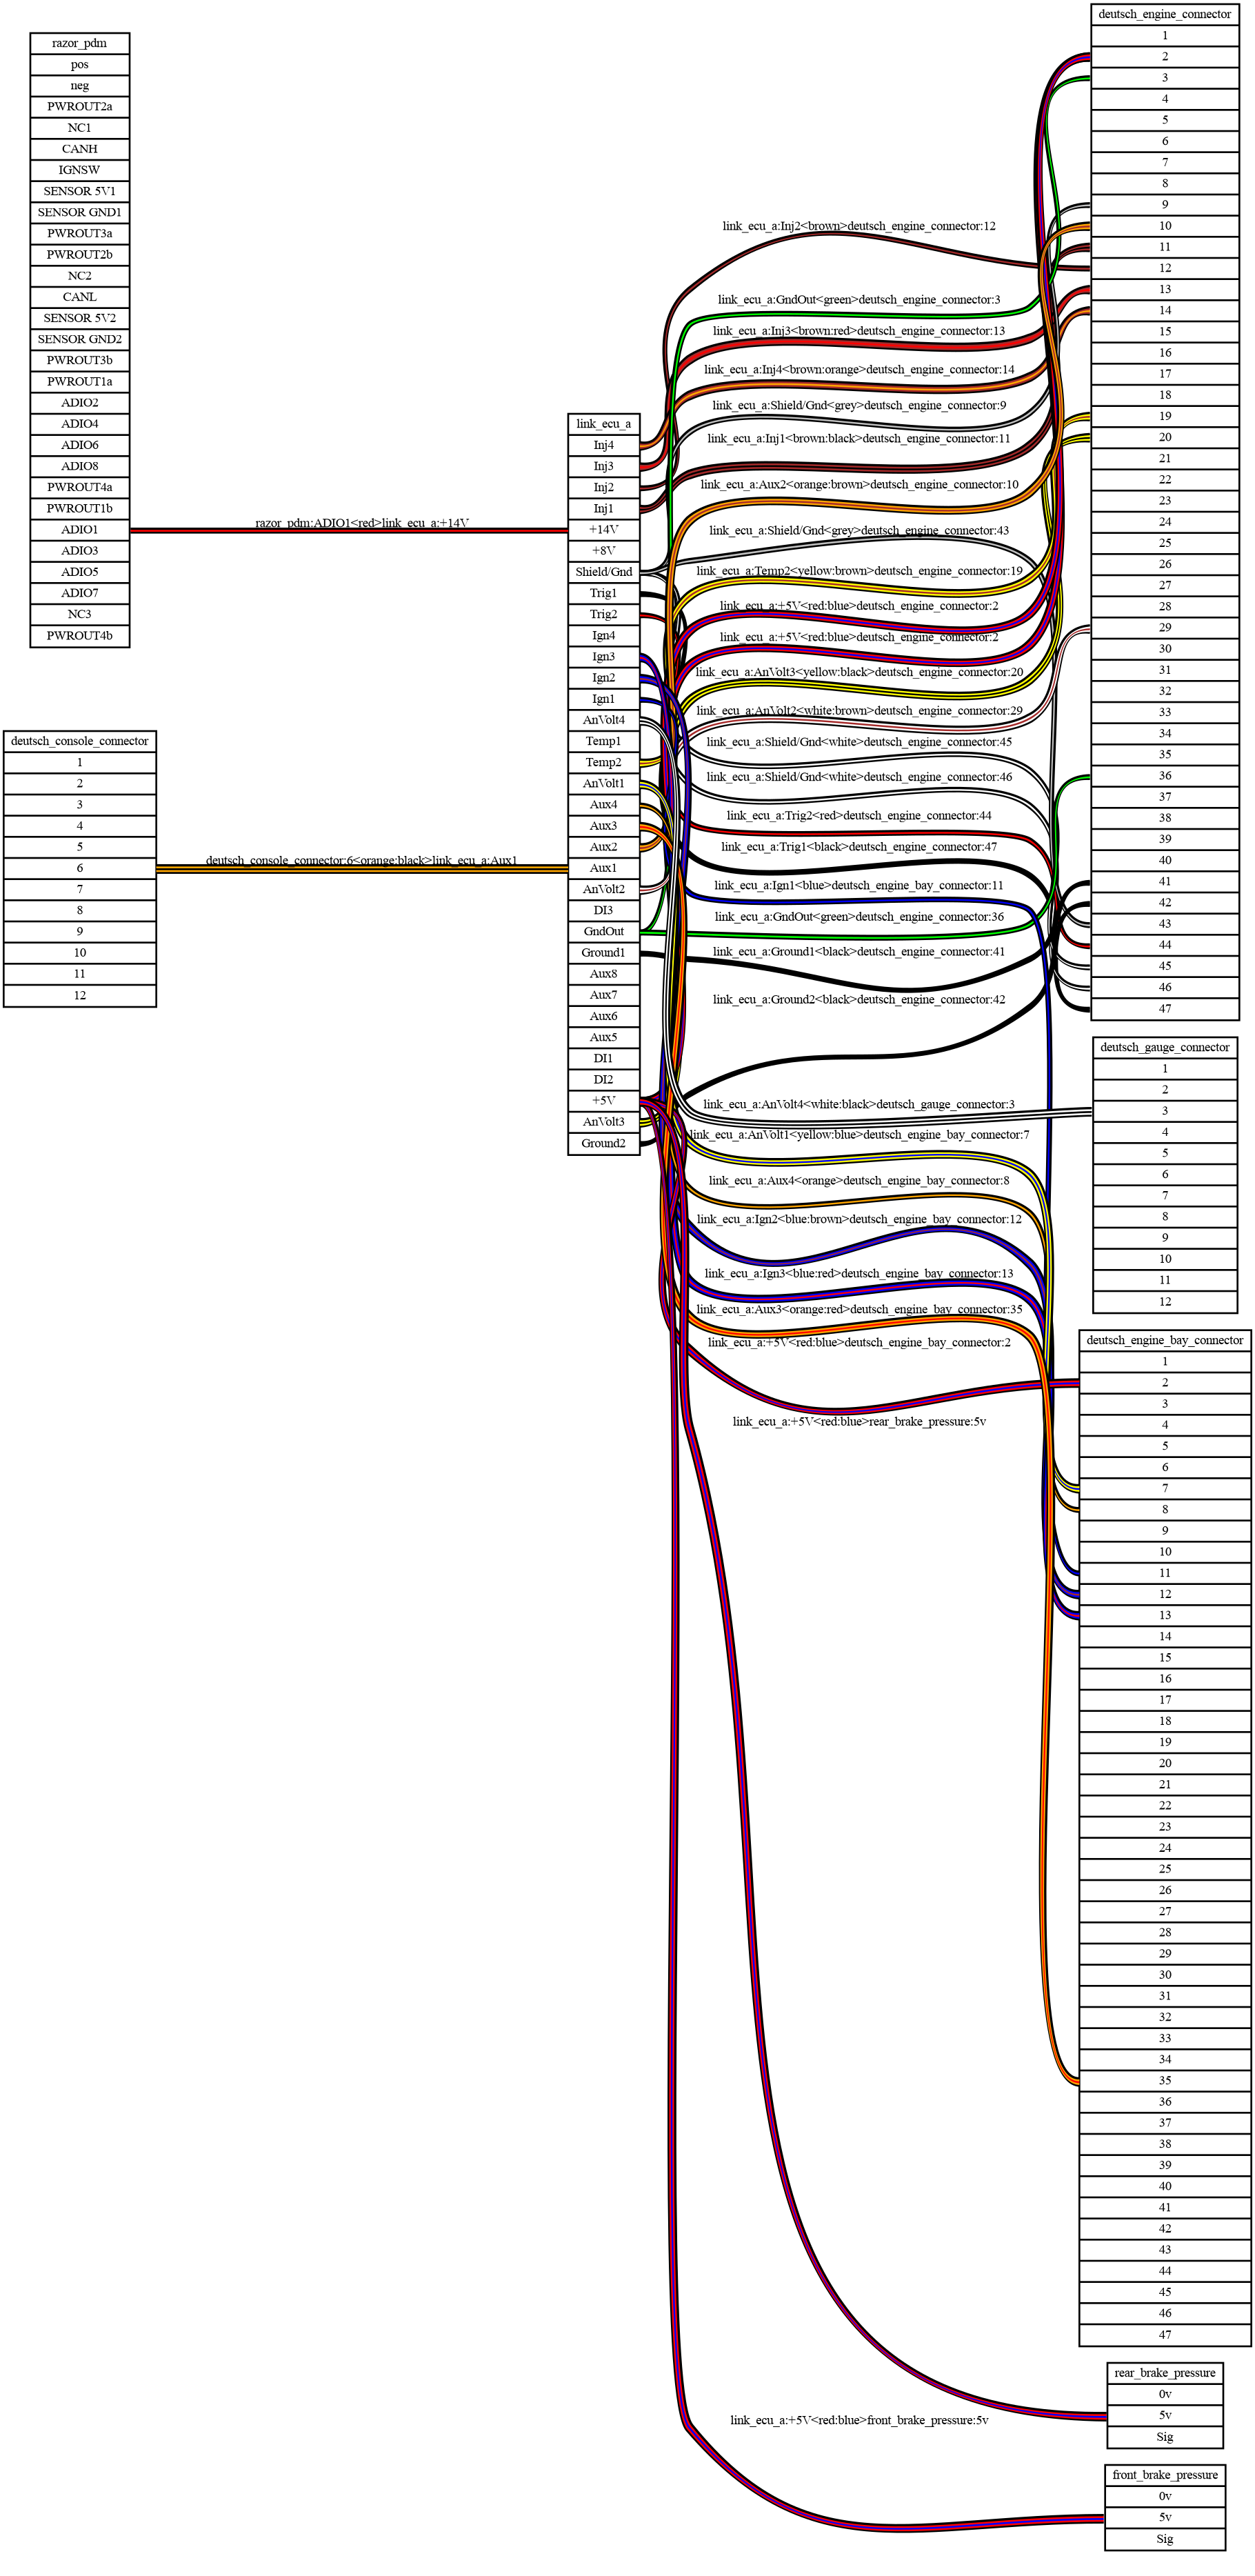 razor_pdm
pos
neg
PWROUT2a
NC1
CANH
IGNSW
SENSOR 5V1
SENSOR GND1
PWROUT3a
PWROUT2b
NC2
CANL
SENSOR 5V2
SENSOR GND2
PWROUT3b
PWROUT1a
ADIO2
ADIO4
ADIO6
ADIO8
PWROUT4a
PWROUT1b
ADIO1
ADIO3
ADIO5
ADIO7
NC3
PWROUT4b
deutsch_console_connector
1
2
3
4
5
6
7
8
9
10
11
12
razor_pdm:ADIO1<red>link_ecu_a:+14V
deutsch_console_connector:6<orange:black>link_ecu_a:Aux1
link_ecu_a
Inj4
Inj3
Inj2
Inj1
+14V
+8V
Shield/Gnd
Trig1
Trig2
Ign4
Ign3
Ign2
Ign1
AnVolt4
Temp1
Temp2
AnVolt1
Aux4
Aux3
Aux2
Aux1
AnVolt2
DI3
GndOut
Ground1
Aux8
Aux7
Aux6
Aux5
DI1
DI2
+5V
AnVolt3
Ground2
link_ecu_a:Inj2<brown>deutsch_engine_connector:12
link_ecu_a:GndOut<green>deutsch_engine_connector:3
link_ecu_a:Inj3<brown:red>deutsch_engine_connector:13
link_ecu_a:Inj4<brown:orange>deutsch_engine_connector:14
link_ecu_a:Shield/Gnd<grey>deutsch_engine_connector:9
link_ecu_a:Inj1<brown:black>deutsch_engine_connector:11
link_ecu_a:Aux2<orange:brown>deutsch_engine_connector:10
link_ecu_a:Shield/Gnd<grey>deutsch_engine_connector:43
link_ecu_a:Temp2<yellow:brown>deutsch_engine_connector:19
link_ecu_a:+5V<red:blue>deutsch_engine_connector:2
link_ecu_a:+5V<red:blue>deutsch_engine_connector:2
link_ecu_a:AnVolt3<yellow:black>deutsch_engine_connector:20
link_ecu_a:AnVolt2<white:brown>deutsch_engine_connector:29
link_ecu_a:Shield/Gnd<white>deutsch_engine_connector:45
link_ecu_a:Shield/Gnd<white>deutsch_engine_connector:46
link_ecu_a:Trig2<red>deutsch_engine_connector:44
link_ecu_a:Trig1<black>deutsch_engine_connector:47
link_ecu_a:Ign1<blue>deutsch_engine_bay_connector:11
link_ecu_a:GndOut<green>deutsch_engine_connector:36
link_ecu_a:Ground1<black>deutsch_engine_connector:41
link_ecu_a:Ground2<black>deutsch_engine_connector:42
link_ecu_a:AnVolt4<white:black>deutsch_gauge_connector:3
link_ecu_a:AnVolt1<yellow:blue>deutsch_engine_bay_connector:7
link_ecu_a:Aux4<orange>deutsch_engine_bay_connector:8
link_ecu_a:Ign2<blue:brown>deutsch_engine_bay_connector:12
link_ecu_a:Ign3<blue:red>deutsch_engine_bay_connector:13
link_ecu_a:Aux3<orange:red>deutsch_engine_bay_connector:35
link_ecu_a:+5V<red:blue>deutsch_engine_bay_connector:2
link_ecu_a:+5V<red:blue>rear_brake_pressure:5v
link_ecu_a:+5V<red:blue>front_brake_pressure:5v
deutsch_engine_connector
1
2
3
4
5
6
7
8
9
10
11
12
13
14
15
16
17
18
19
20
21
22
23
24
25
26
27
28
29
30
31
32
33
34
35
36
37
38
39
40
41
42
43
44
45
46
47
deutsch_gauge_connector
1
2
3
4
5
6
7
8
9
10
11
12
deutsch_engine_bay_connector
1
2
3
4
5
6
7
8
9
10
11
12
13
14
15
16
17
18
19
20
21
22
23
24
25
26
27
28
29
30
31
32
33
34
35
36
37
38
39
40
41
42
43
44
45
46
47
rear_brake_pressure
0v
5v
Sig
front_brake_pressure
0v
5v
Sig